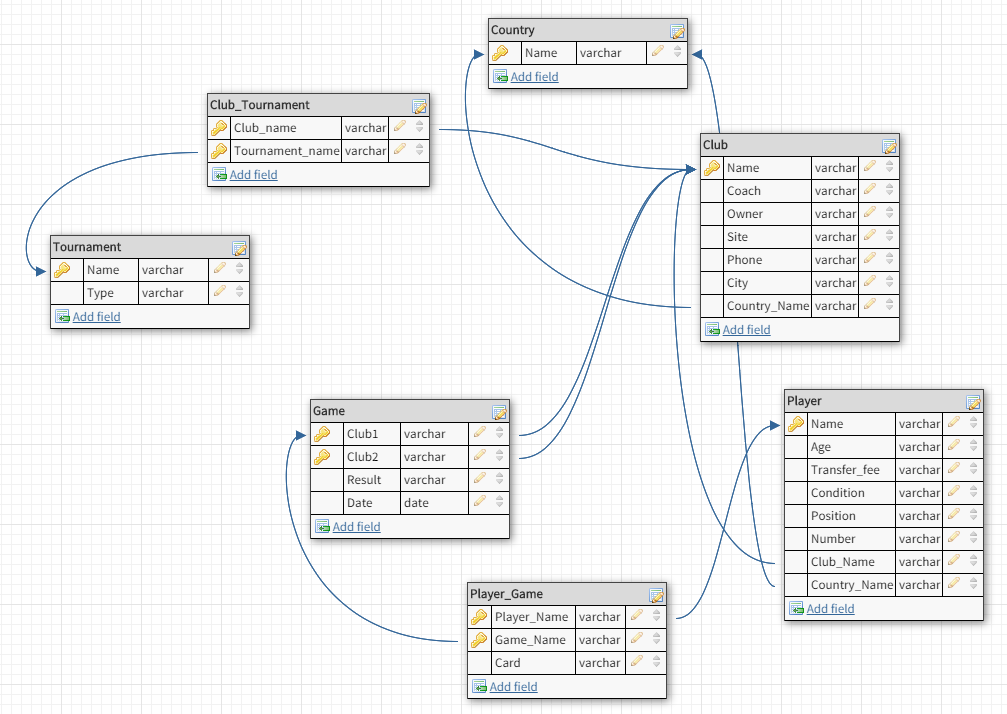 Country
Name varchar
Add field
Club_Tournament
Club_name varchar
Tournament_name varchar
Add field
Club
Name varchar
Coach varchar
Owner varchar
Site varchar
Phone varchar
City varchar
Country_Name varchar
Add field
Tournament
Name varchar
Type varchar
Add field
Game
Club1 varchar
Club2 varchar
Result varchar
Date date
Add field
Player
Name varchar
Age varchar
Transfer_fee varchar
Condition varchar
Position varchar
Number varchar
Club_Name varchar
Country_Name varchar
Add field
Player_Game
Player_Name varchar
Game_Name varchar
Card varchar
Add field